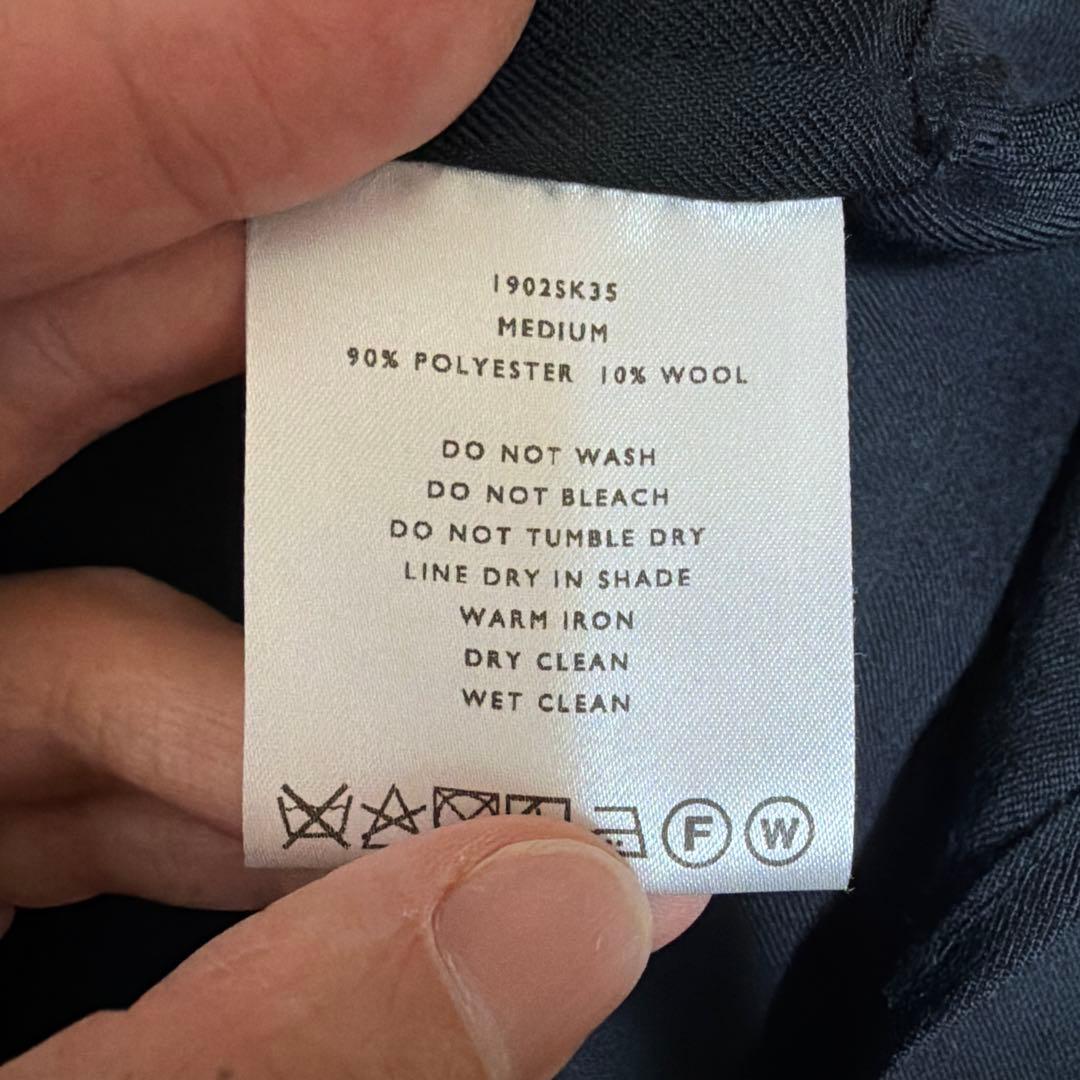 1902SK35
MEDIUM
90% POLYESTER 10% WOOL
DO NOT WASH
DO NOT BLEACH
DO NOT TUMBLE DRY
LINE DRY IN SHADE
WARM IRON
DRY CLEAN
WET CLEAN
F W